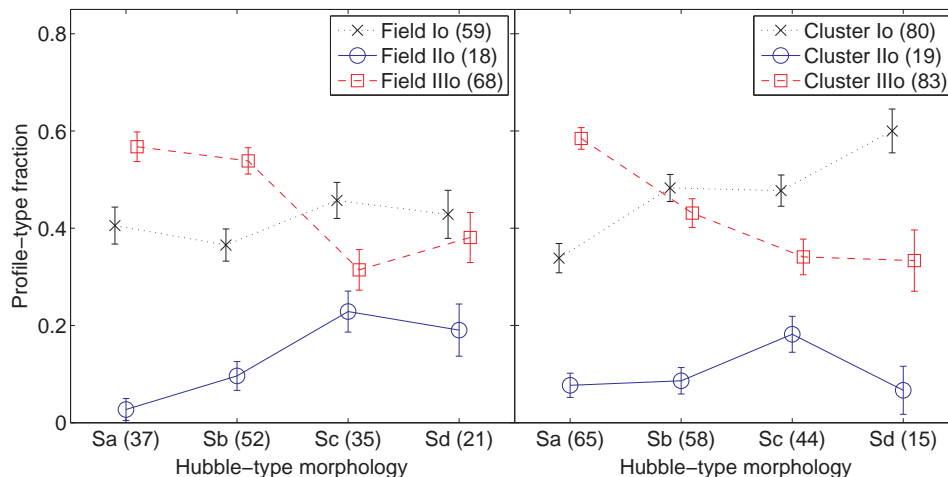 0.8
0.6
0.4
0.2
0
Profile−type fraction
Field Io (59)
Field IIo (18)
Field IIIo (68)
Sa (37) Sb (52) Sc (35) Sd (21)
Hubble−type morphology
Cluster Io (80)
Cluster IIo (19)
Cluster IIIo (83)
Sa (65) Sb (58) Sc (44) Sd (15)
Hubble−type morphology